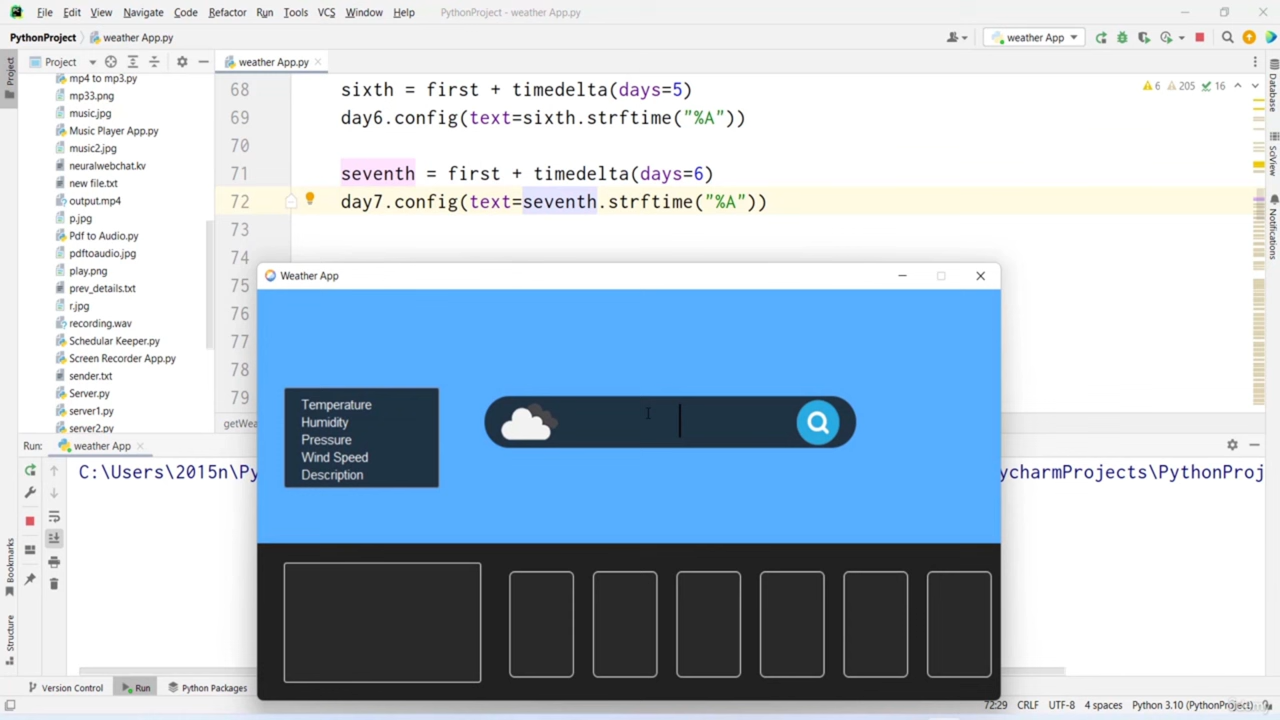 File Edit View Navigate Code Refactor Run Tools VCS Window Help PythonProject - weather App.py
PythonProject weather App.py weather App
Project weather App.py
mp4 to mp3.py
mp33.png
music.jpg
Music Player App.py
music2.jpg
neuralwebchat.kv
new file.txt
output.mp4
p.jpg
Pdf to Audio.py
pdftoaudio.jpg
play.png
prev_details.txt
r.jpg
recording.wav
Schedular Keeper.py
Screen Recorder App.py
sender.txt
Server.py
server1.py
server2.py
68 sixth = first + timedelta(days=5)
69 day6.config(text=sixth.strftime("%A"))
70
71 seventh = first + timedelta(days=6)
72 day7.config(text=seventh.strftime("%A"))
73
74
75
76
77
78
79
6 205 16
Project
Bookmarks
Structure
Database
SciView
Notifications
getWea
Weather App
Temperature
Humidity
Pressure
Wind Speed
Description
Run: weather App
C:\Users\2015n\Py
ycharmProjects\PythonProj
Version Control Run Python Packages
72:29 CRLF UTF-8 4 spaces Python 3.10 (PythonProject)